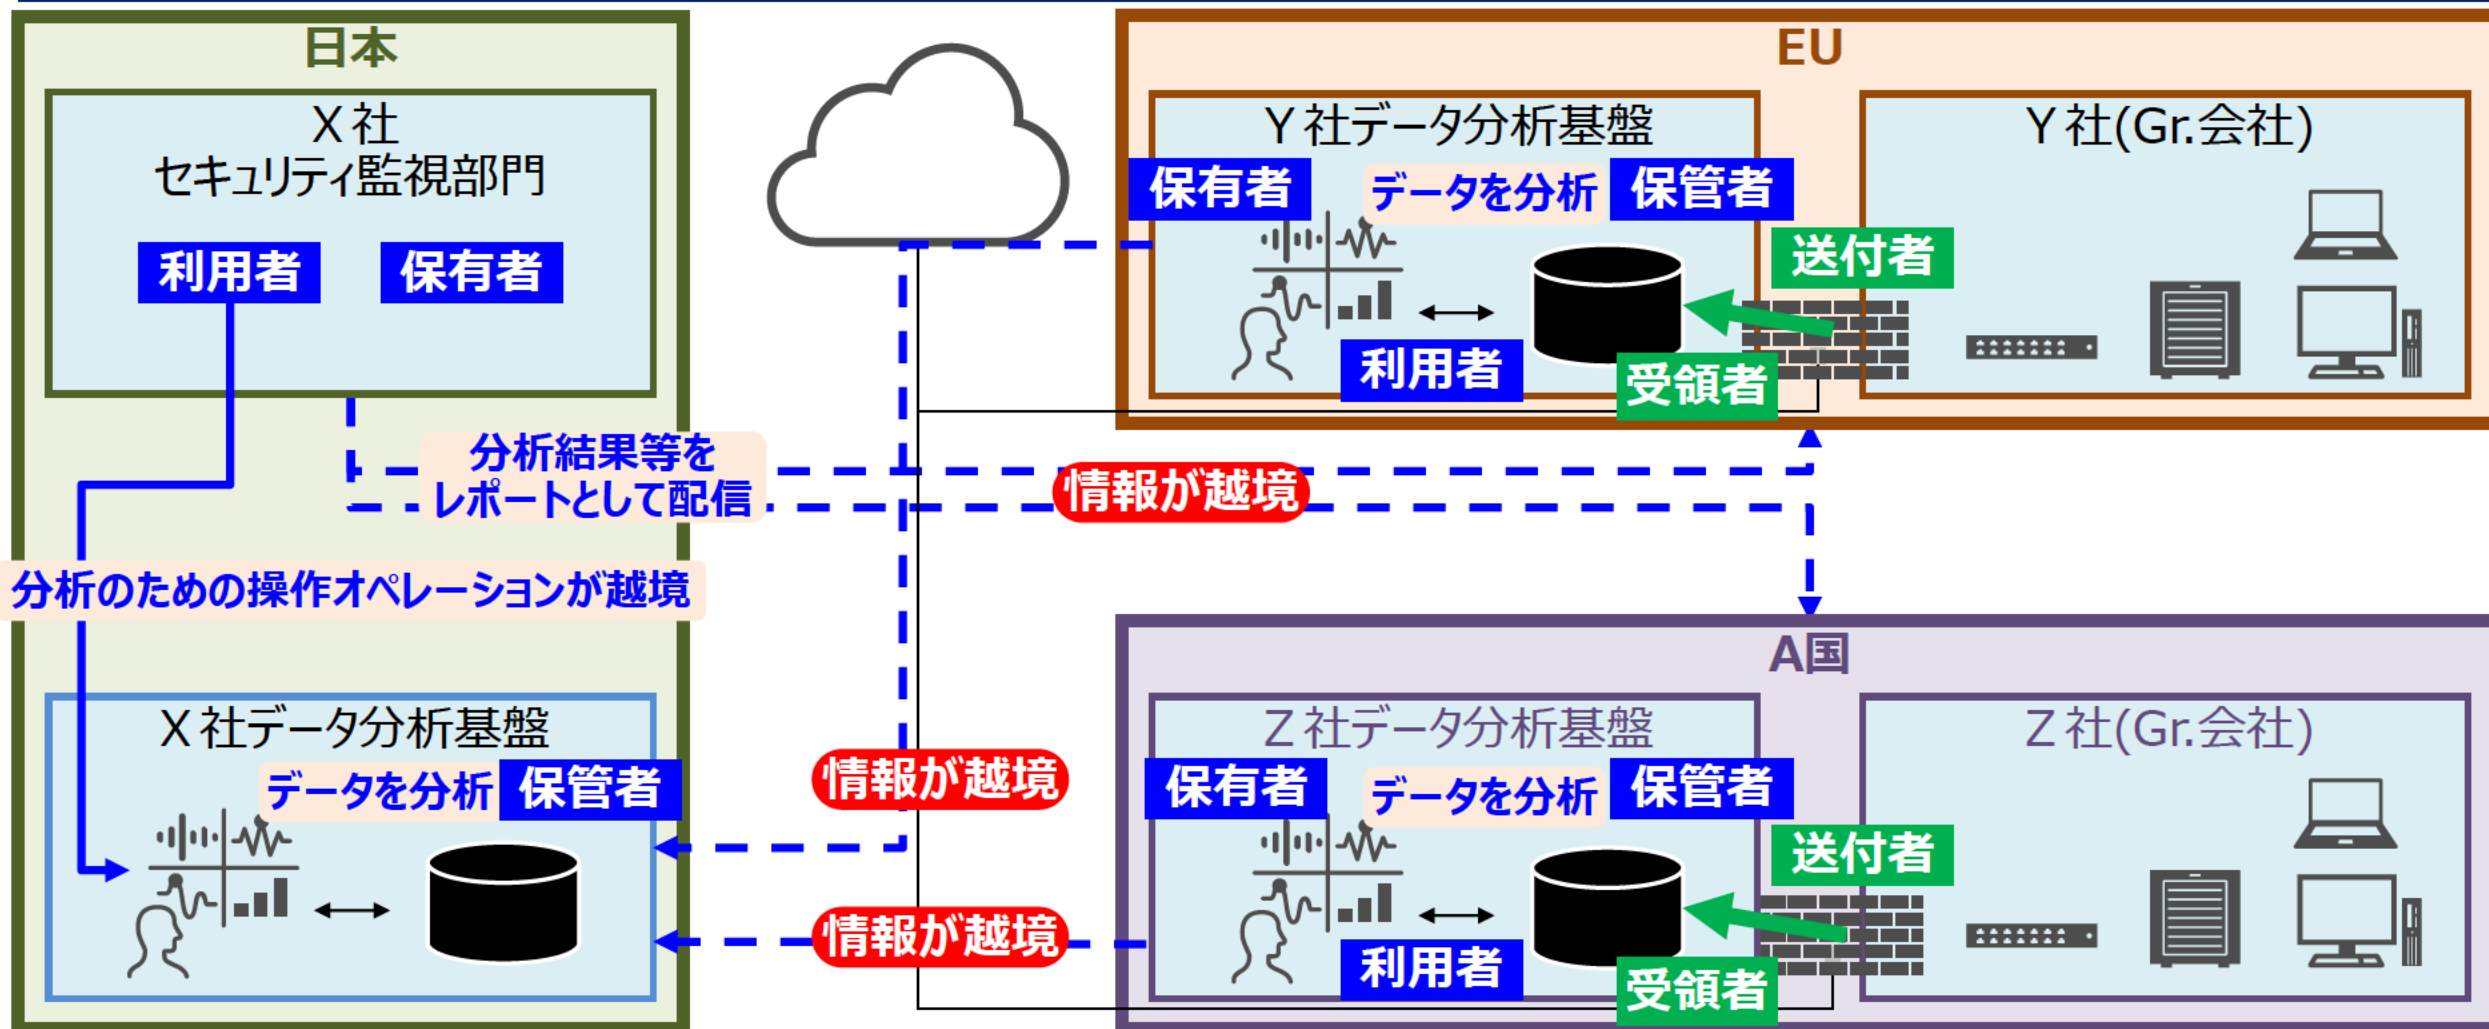 日本
X社
セキュリティ監視部門
利用者
保有者
分析結果等を
レポートとして配信
分析のための操作オペレーションが越境
X社データ分析基盤
データを分析
保管者
EU
Y社データ分析基盤
保有者
データを分析
保管者
利用者
受領者
送付者
Y社(Gr.会社)
情報が越境
情報が越境
情報が越境
A国
Z社データ分析基盤
保有者
データを分析
保管者
利用者
受領者
送付者
Z社(Gr.会社)